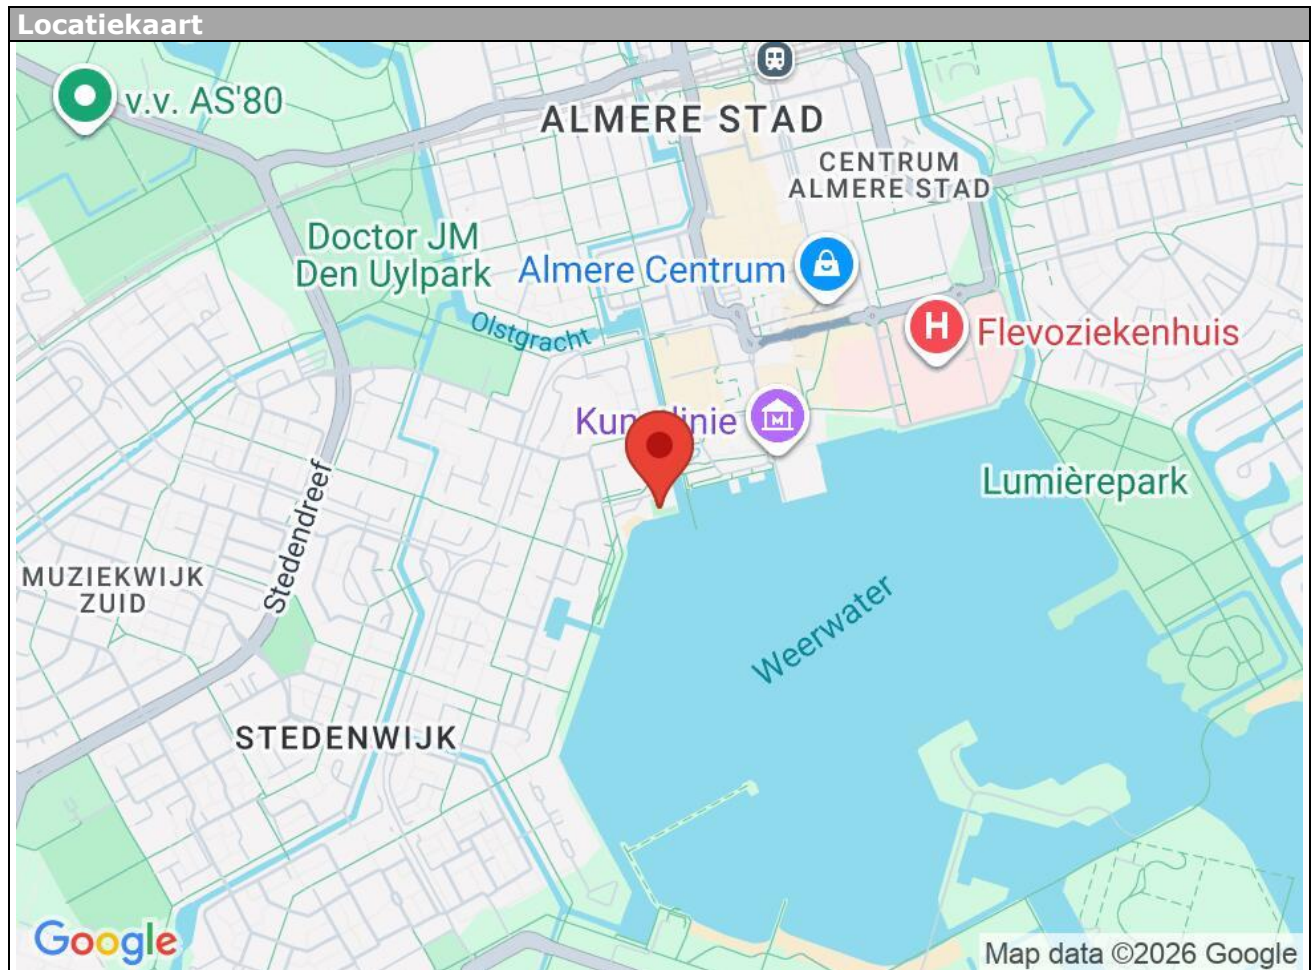 Locatiekaart
v.v. AS'80
ALMERE STAD
CENTRUM
ALMERE STAD
Doctor JM
Den Uylpark
Almere Centrum
Olstgracht
H
Flevoziekenhuis
M
Lumièrepark
Stedendreef
MUZIEKWIJK
ZUID
Weerwater
STEDENWIJK
Google
Map data ©2026 Google